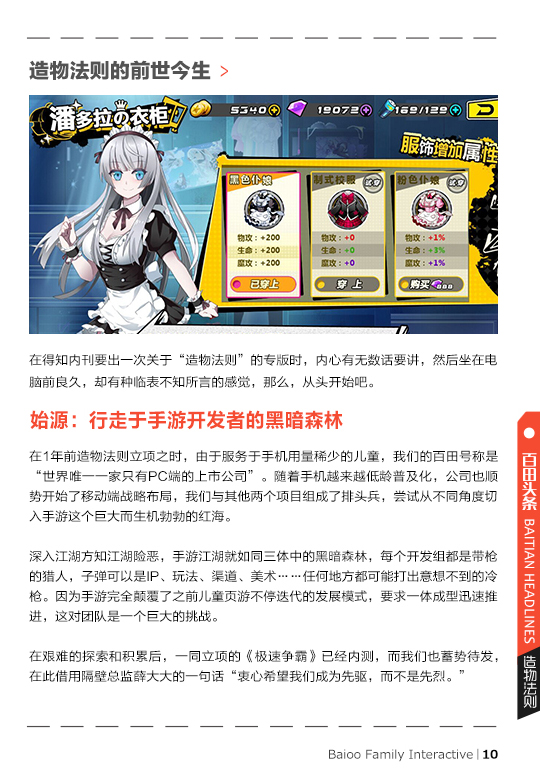 造物法则的前世今生 >
潘多拉の衣柜
5340
19072
169/129
服饰增加属性
黑色仆娘
物攻：+200
生命：+200
魔攻：+200
已穿上
制式校服
试穿
物攻：+0
生命：+0
魔攻：+0
穿 上
粉色仆娘
试穿
物攻：+1%
生命：+3%
魔攻：+1%
购买
在得知内刊要出一次关于“造物法则”的专版时，内心有无数话要讲，然后坐在电
脑前良久，却有种临表不知所言的感觉，那么，从头开始吧。
始源：行走于手游开发者的黑暗森林
在1年前造物法则立项之时，由于服务于手机用量稀少的儿童，我们的百田号称是
“世界唯一一家只有PC端的上市公司”。随着手机越来越低龄普及化，公司也顺
势开始了移动端战略布局，我们与其他两个项目组成了排头兵，尝试从不同角度切
入手游这个巨大而生机勃勃的红海。
深入江湖方知江湖险恶，手游江湖就如同三体中的黑暗森林，每个开发组都是带枪
的猎人，子弹可以是IP、玩法、渠道、美术……任何地方都可能打出意想不到的冷
枪。因为手游完全颠覆了之前儿童页游不停迭代的发展模式，要求一体成型迅速推
进，这对团队是一个巨大的挑战。
在艰难的探索和积累后，一同立项的《极速争霸》已经内测，而我们也蓄势待发，
在此借用隔壁总监薛大大的一句话“衷心希望我们成为先驱，而不是先烈。”
百田头条 BAITIAN HEADLINES
造物法则
Baioo Family Interactive | 10